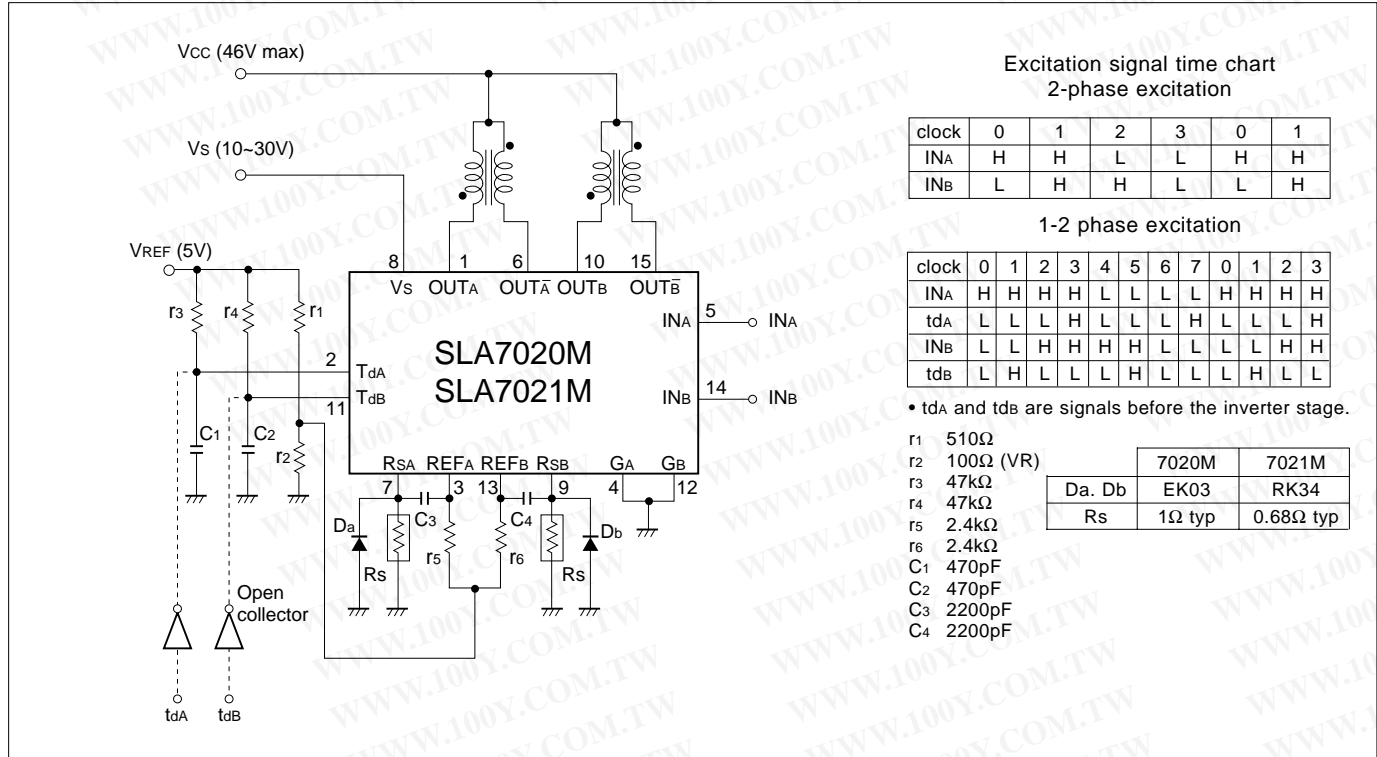 Vcc (46V max)
Vs (10~30V)
VREF (5V)
r3
r4
r1
8
1
6
10
15
Vs OUTA OUTA̅ OUTB OUTB̅
SLA7020M
SLA7021M
INA
5
INA
INB
14
INB
2
TdA
TdB
11
C1
C2
r2
RSA REFA REFB RSB GA GB
7
3
13
9
4
12
Da
C3
C4
Db
Rs
r5
r6
Rs
Open
collector
tdA
tdB
Excitation signal time chart
2-phase excitation
clock 0 1 2 3 0 1
INA H H L L H H
INB L H H L L H
1-2 phase excitation
clock 0 1 2 3 4 5 6 7 0 1 2 3
INA H H H H L L L L H H H H
tdA L L L H L L L H L L L H
INB L L H H H H L L L L H H
tdB L H L L L H L L L H L L
• tdA and tdB are signals before the inverter stage.
r1 510Ω
r2 100Ω (VR)
r3 47kΩ
r4 47kΩ
r5 2.4kΩ
r6 2.4kΩ
C1 470pF
C2 470pF
C3 2200pF
C4 2200pF
7020M 7021M
Da. Db EK03 RK34
Rs 1Ω typ 0.68Ω typ
WWW.100Y.COM.TW